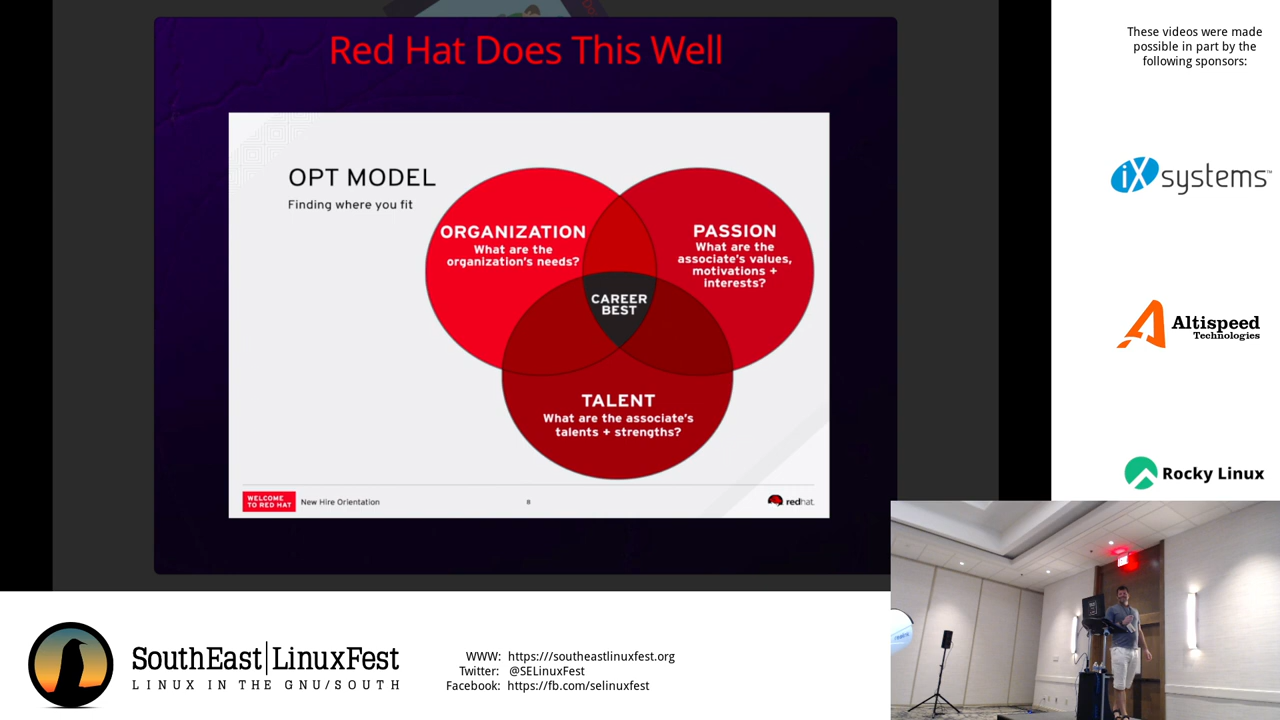 Red Hat Does This Well
OPT MODEL
Finding where you fit
ORGANIZATION
What are the
organization's needs?
PASSION
What are the
associate's values,
motivations +
interests?
CAREER
BEST
TALENT
What are the associate's
talents + strengths?
WELCOME
TO RED HAT
New Hire Orientation
8
redhat.
These videos were made
possible in part by the
following sponsors:
iXsystems™
Altispeed
Technologies
Rocky Linux
SouthEast|LinuxFest
LINUX IN THE GNU/SOUTH
WWW: https:///southeastlinuxfest.org
Twitter: @SELinuxFest
Facebook: https://fb.com/selinuxfest